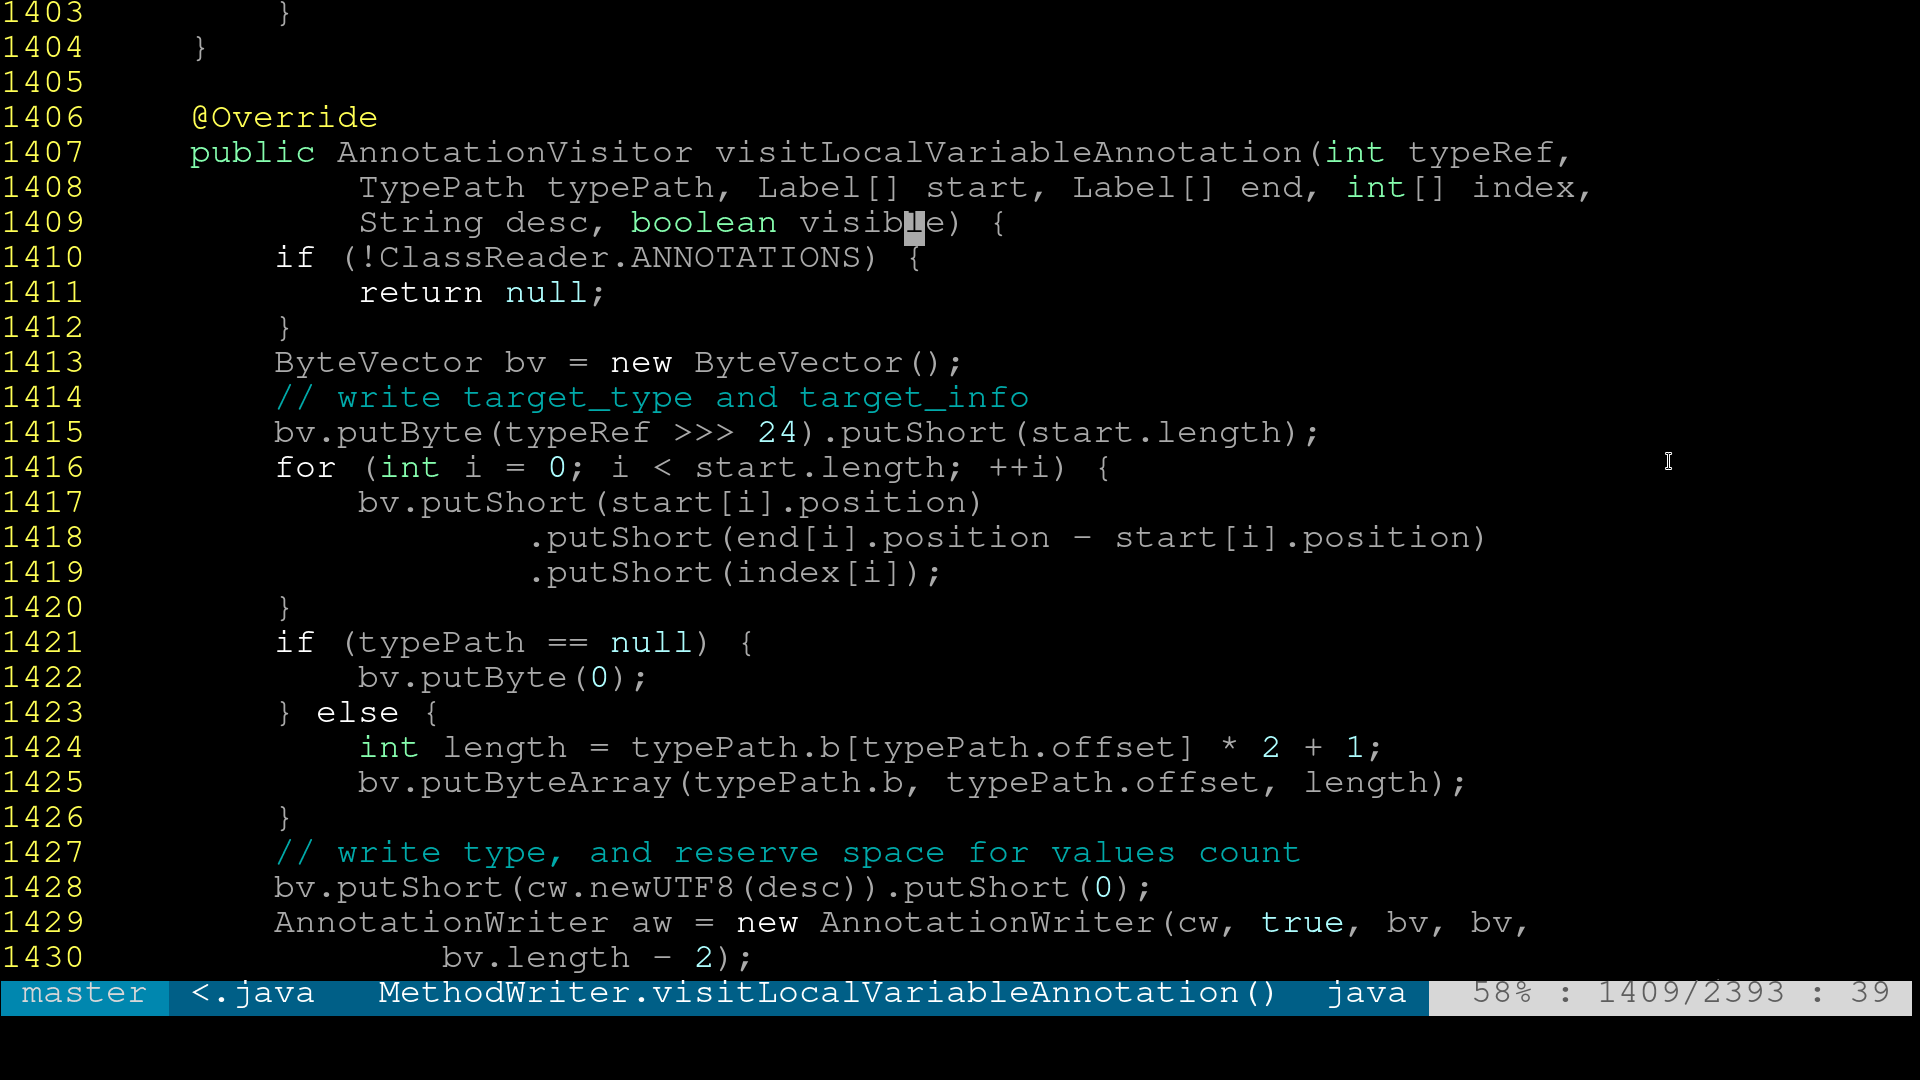 1403         }
1404     }
1405
1406     @Override
1407     public AnnotationVisitor visitLocalVariableAnnotation(int typeRef,
1408             TypePath typePath, Label[] start, Label[] end, int[] index,
1409             String desc, boolean visible) {
1410         if (!ClassReader.ANNOTATIONS) {
1411             return null;
1412         }
1413         ByteVector bv = new ByteVector();
1414         // write target_type and target_info
1415         bv.putByte(typeRef >>> 24).putShort(start.length);
1416         for (int i = 0; i < start.length; ++i) {
1417             bv.putShort(start[i].position)
1418                     .putShort(end[i].position - start[i].position)
1419                     .putShort(index[i]);
1420         }
1421         if (typePath == null) {
1422             bv.putByte(0);
1423         } else {
1424             int length = typePath.b[typePath.offset] * 2 + 1;
1425             bv.putByteArray(typePath.b, typePath.offset, length);
1426         }
1427         // write type, and reserve space for values count
1428         bv.putShort(cw.newUTF8(desc)).putShort(0);
1429         AnnotationWriter aw = new AnnotationWriter(cw, true, bv, bv,
1430                 bv.length - 2);
master <.java MethodWriter.visitLocalVariableAnnotation() java 58% : 1409/2393 : 39